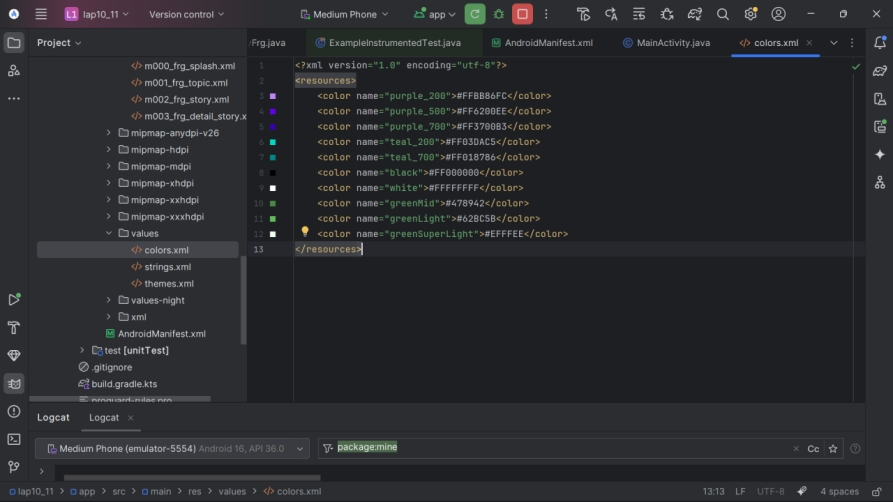 L1 lap10_11 Version control Medium Phone app
Project
/Frg.java ExampleInstrumentedTest.java AndroidManifest.xml MainActivity.java colors.xml
m000_frg_splash.xml
m001_frg_topic.xml
m002_frg_story.xml
m003_frg_detail_story.x
mipmap-anydpi-v26
mipmap-hdpi
mipmap-mdpi
mipmap-xhdpi
mipmap-xxhdpi
mipmap-xxxhdpi
values
colors.xml
strings.xml
themes.xml
values-night
xml
AndroidManifest.xml
test [unitTest]
.gitignore
build.gradle.kts
proguard-rules.pro
1 <?xml version="1.0" encoding="utf-8"?>
2 <resources>
3 <color name="purple_200">#FFBB86FC</color>
4 <color name="purple_500">#FF6200EE</color>
5 <color name="purple_700">#FF3700B3</color>
6 <color name="teal_200">#FF03DAC5</color>
7 <color name="teal_700">#FF018786</color>
8 <color name="black">#FF000000</color>
9 <color name="white">#FFFFFFFF</color>
10 <color name="greenMid">#478942</color>
11 <color name="greenLight">#62BC5B</color>
12 <color name="greenSuperLight">#EFFFEE</color>
13 </resources>
Logcat Logcat
Medium Phone (emulator-5554) Android 16, API 36.0 package:mine Cc
lap10_11 app src main res values colors.xml 13:13 LF UTF-8 4 spaces